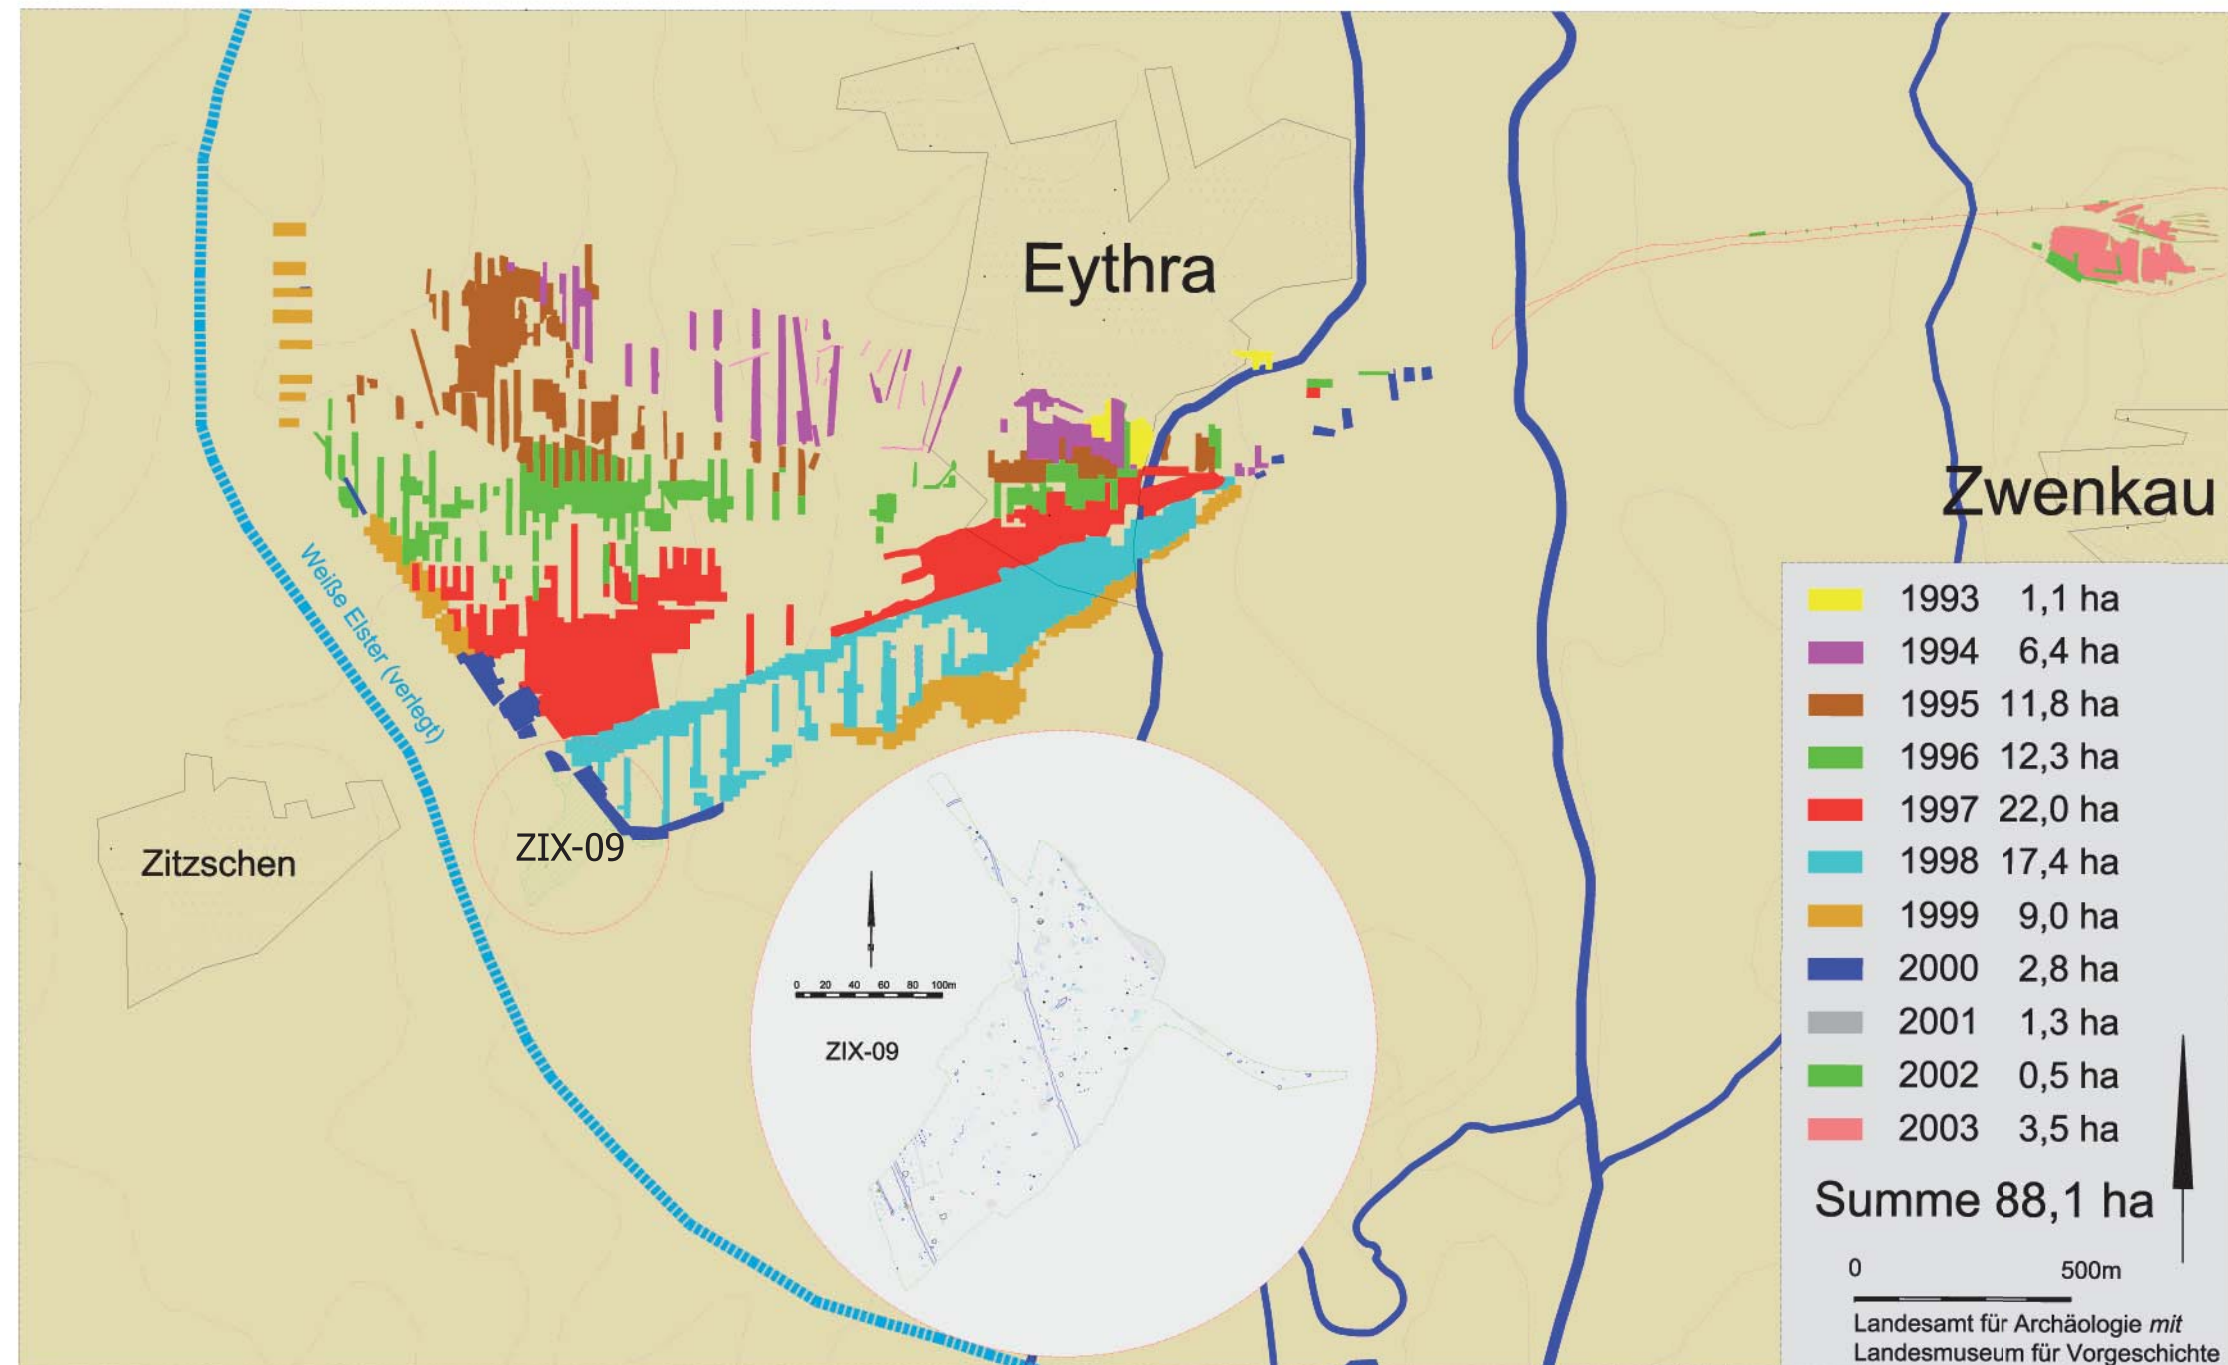 Eythra
Zwenkau
Weiße Elster (verlegt)
Zitzschen
ZIX-09
0 20 40 60 80 100m
ZIX-09
1993 1,1 ha
1994 6,4 ha
1995 11,8 ha
1996 12,3 ha
1997 22,0 ha
1998 17,4 ha
1999 9,0 ha
2000 2,8 ha
2001 1,3 ha
2002 0,5 ha
2003 3,5 ha
Summe 88,1 ha
0 500m
Landesamt für Archäologie mit
Landesmuseum für Vorgeschichte